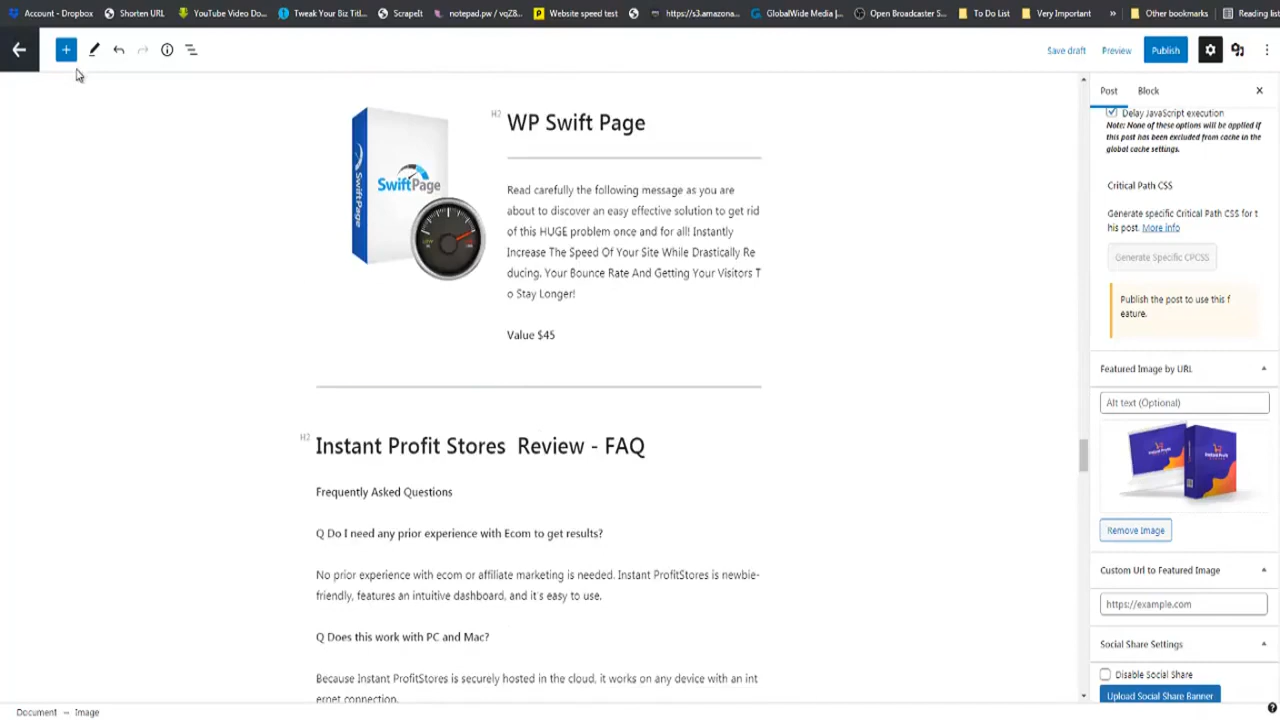 Account - Dropbox Shorten URL YouTube Video Do... Tweak Your Biz Titl... ScrapeIt notepad.pw / vqZ8... Website speed test https://s3.amazona... GlobalWide Media |... Open Broadcaster S... To Do List Very Important » Other bookmarks Reading list
Save draft Preview Publish
Post Block
Delay JavaScript execution
Note: None of these options will be applied if
this post has been excluded from cache in the
global cache settings.
Critical Path CSS
Generate specific Critical Path CSS for t
his post. More info
Generate Specific CPCSS
Publish the post to use this f
eature.
Featured Image by URL
Alt text (Optional)
Remove Image
Custom Url to Featured Image
https://example.com
Social Share Settings
Disable Social Share
Upload Social Share Banner
SwiftPage
SwiftPage
H2 WP Swift Page
Read carefully the following message as you are
about to discover an easy effective solution to get rid
of this HUGE problem once and for all! Instantly
Increase The Speed Of Your Site While Drastically Re
ducing. Your Bounce Rate And Getting Your Visitors T
o Stay Longer!
Value $45
H2 Instant Profit Stores Review - FAQ
Frequently Asked Questions
Q Do I need any prior experience with Ecom to get results?
No prior experience with ecom or affiliate marketing is needed. Instant ProfitStores is newbie-
friendly, features an intuitive dashboard, and it's easy to use.
Q Does this work with PC and Mac?
Because Instant ProfitStores is securely hosted in the cloud, it works on any device with an int
ernet connection.
Document → Image